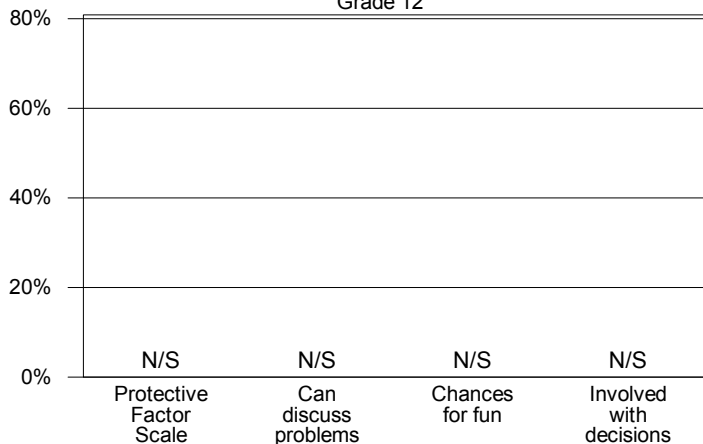 Grade 12
80%
60%
40%
20%
0%
N/S N/S N/S N/S
Protective
Factor
Scale
Can
discuss
problems
Chances
for fun
Involved
with
decisions